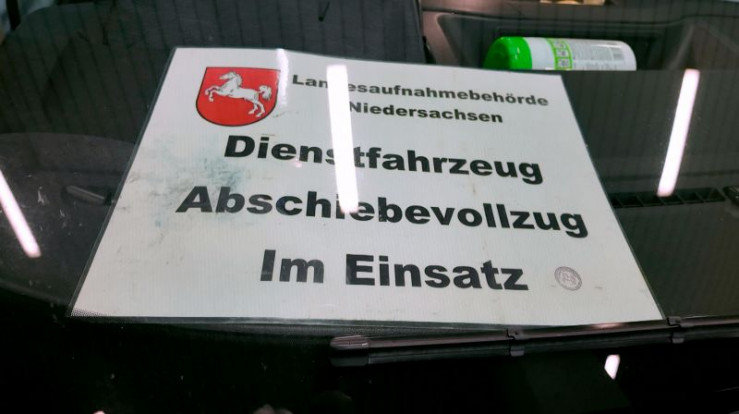 Landesaufnahmebehörde
Niedersachsen
Dienstfahrzeug
Abschiebevollzug
Im Einsatz